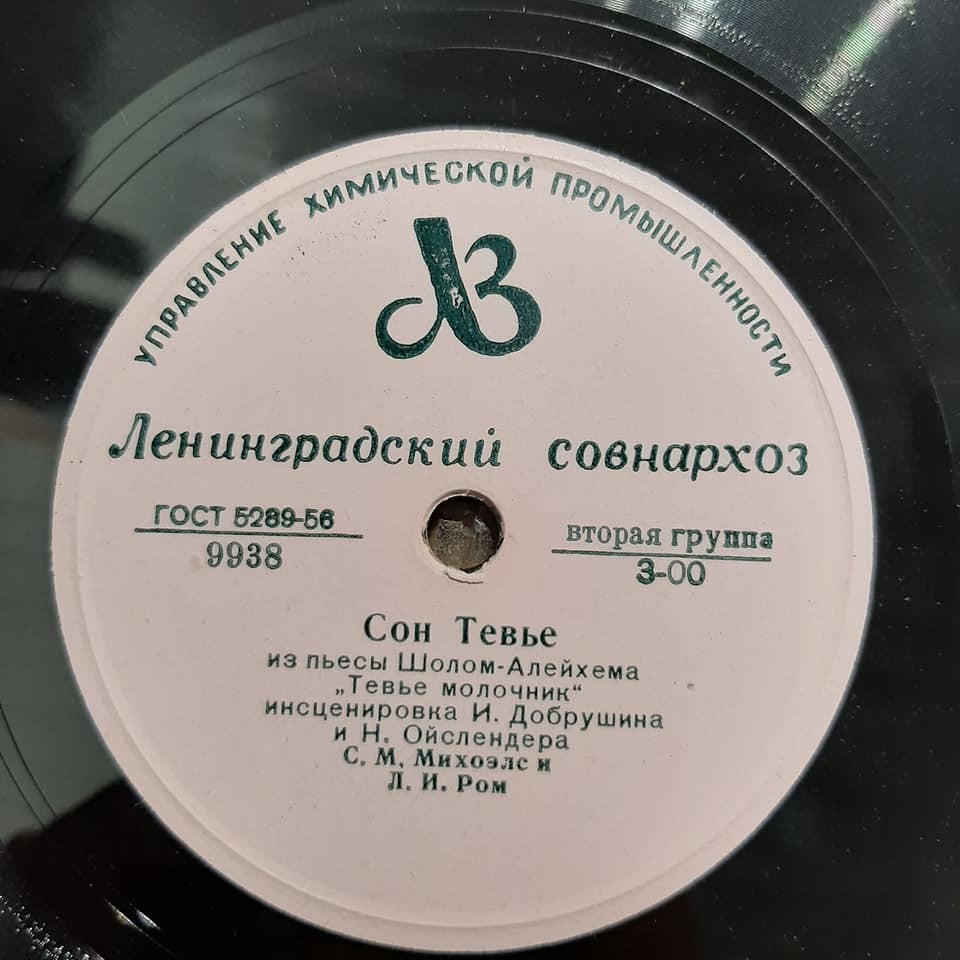 УПРАВЛЕНИЕ ХИМИЧЕСКОЙ ПРОМЫШЛЕННОСТИ
ЛЗ
Ленинградский совнархоз
ГОСТ 5289-56
9938
вторая группа
3-00
Сон Тевье
из пьесы Шолом-Алейхема
„Тевье молочник“
инсценировка И. Добрушина
и Н. Ойслендера
С. М. Михоэлс и
Л. И. Ром